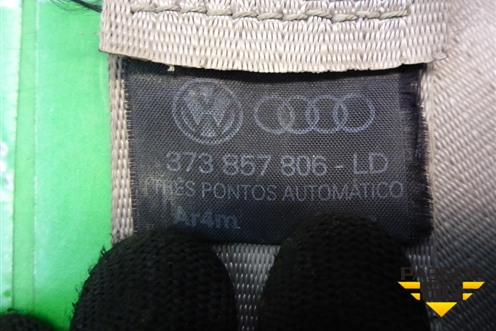 373 857 806 - LD
TRÊS PONTOS AUTOMÁTICO
Ar4m